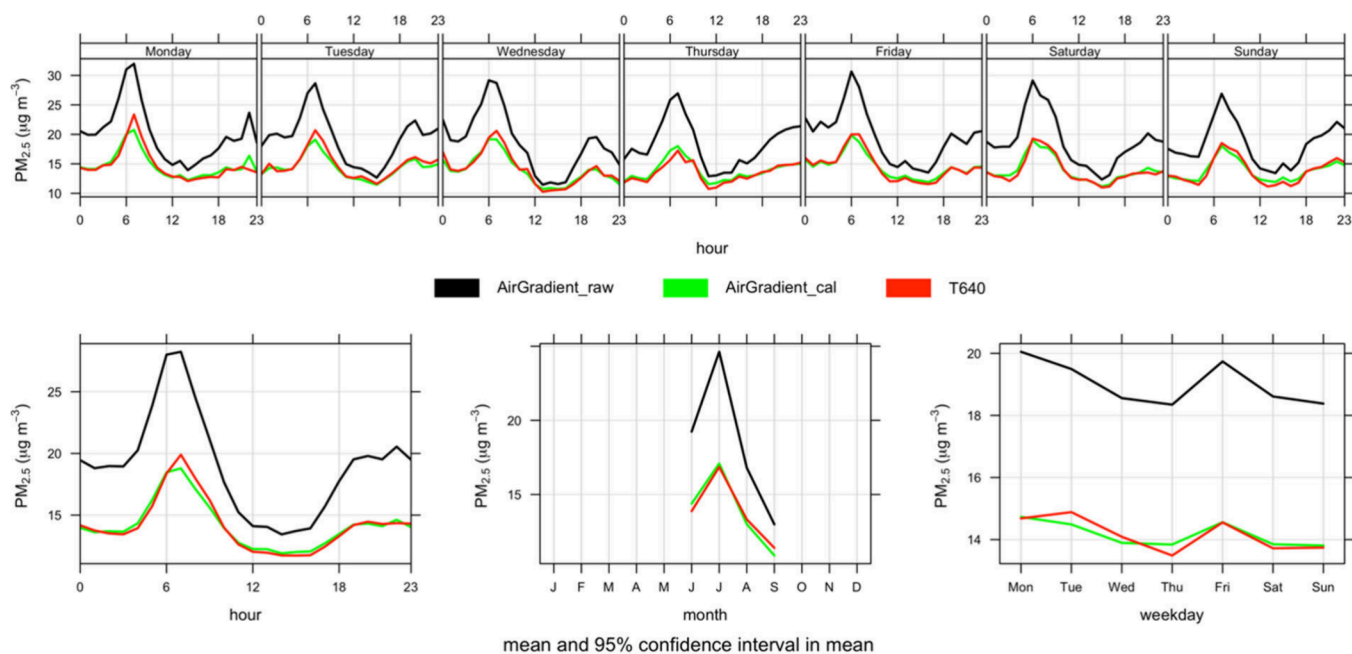 0 6 12 18 23 0 6 12 18 23 0 6 12 18 23
Monday Tuesday Wednesday Thursday Friday Saturday Sunday
30
25
20
15
10
PM2.5 (μg m−3)
0 6 12 18 23 0 6 12 18 23 0 6 12 18 23 0 6 12 18 23
hour
AirGradient_raw AirGradient_cal T640
25
20
15
PM2.5 (μg m−3)
0 6 12 18 23
hour
20
15
PM2.5 (μg m−3)
J F M A M J J A S O N D
month
20
18
16
14
PM2.5 (μg m−3)
Mon Tue Wed Thu Fri Sat Sun
weekday
mean and 95% confidence interval in mean